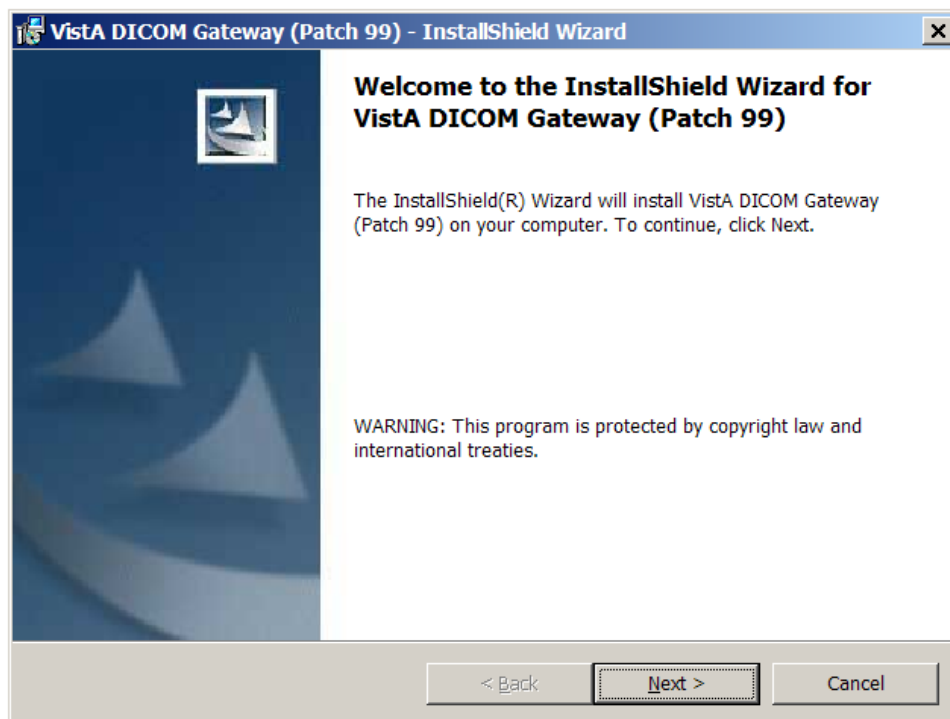 VistA DICOM Gateway (Patch 99) - InstallShield Wizard
Welcome to the InstallShield Wizard for
VistA DICOM Gateway (Patch 99)
The InstallShield(R) Wizard will install VistA DICOM Gateway
(Patch 99) on your computer. To continue, click Next.
WARNING: This program is protected by copyright law and
international treaties.
< Back Next > Cancel